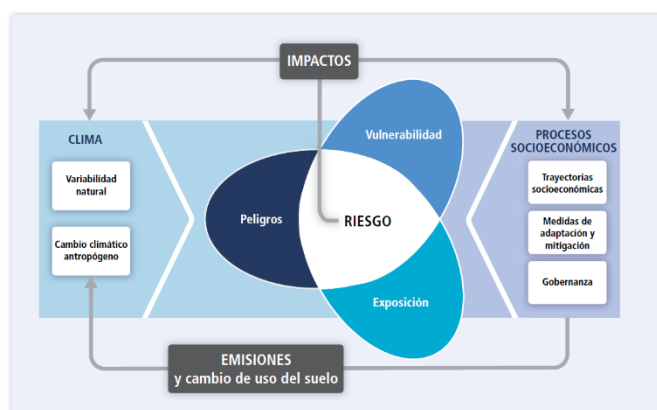 IMPACTOS
CLIMA
Variabilidad
natural
Cambio climático
antropógeno
Vulnerabilidad
Peligros
RIESGO
Exposición
PROCESOS
SOCIOECONÓMICOS
Trayectorias
socioeconómicas
Medidas de
adaptación y
mitigación
Gobernanza
EMISIONES
y cambio de uso del suelo